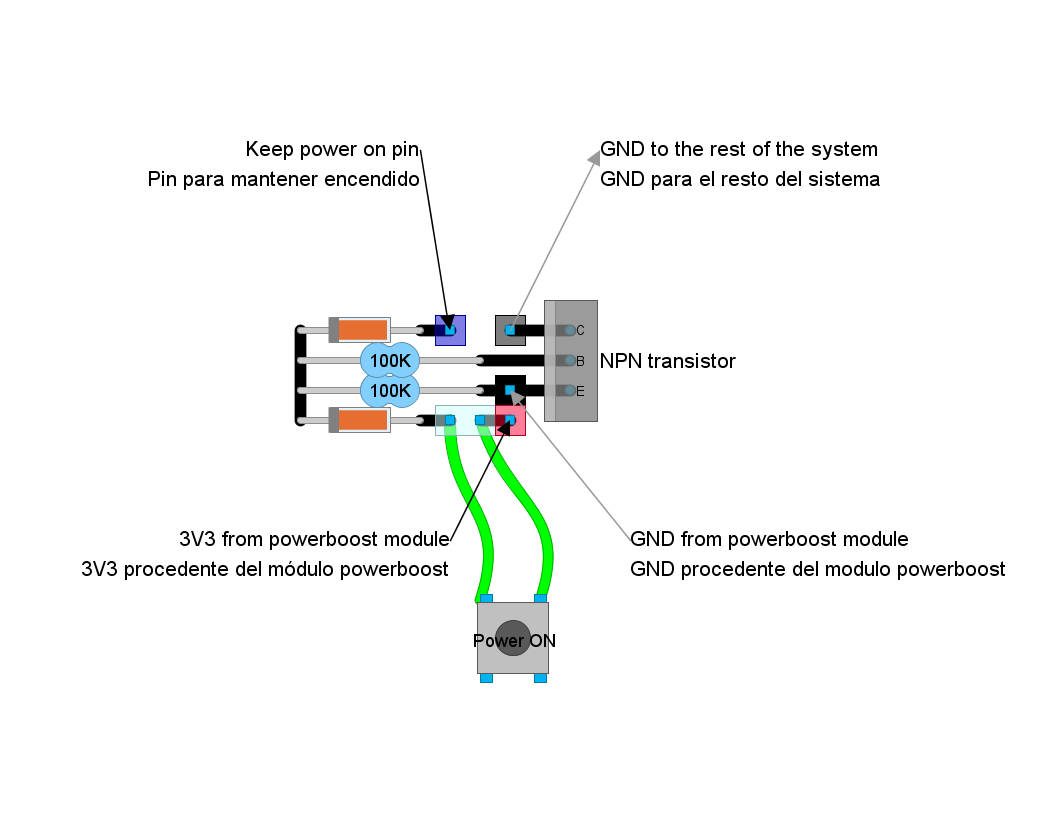 Keep power on pin
Pin para mantener encendido
GND to the rest of the system
GND para el resto del sistema
C
100K
B
NPN transistor
100K
E
3V3 from powerboost module
3V3 procedente del módulo powerboost
GND from powerboost module
GND procedente del modulo powerboost
Power ON